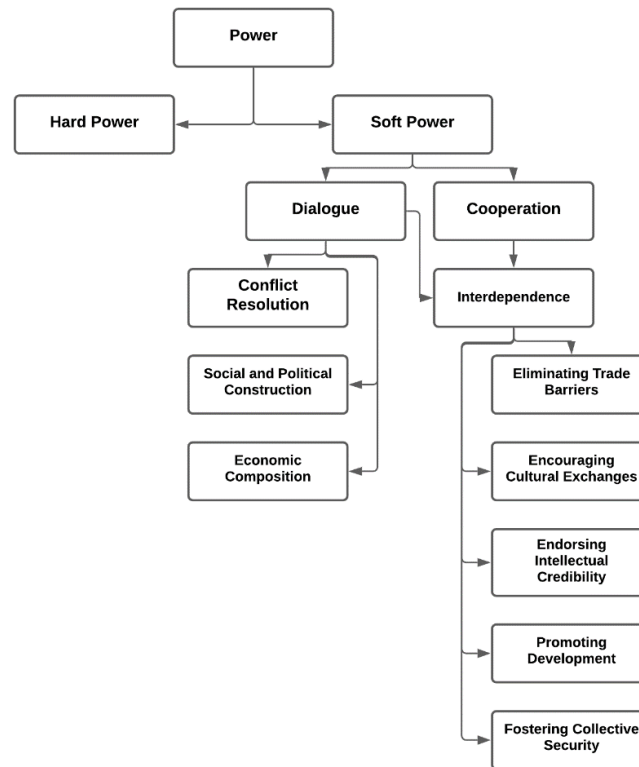 Power
Hard Power
Soft Power
Dialogue
Cooperation
Conflict
Resolution
Interdependence
Social and Political
Construction
Eliminating Trade
Barriers
Economic
Composition
Encouraging
Cultural Exchanges
Endorsing
Intellectual
Credibility
Promoting
Development
Fostering Collective
Security